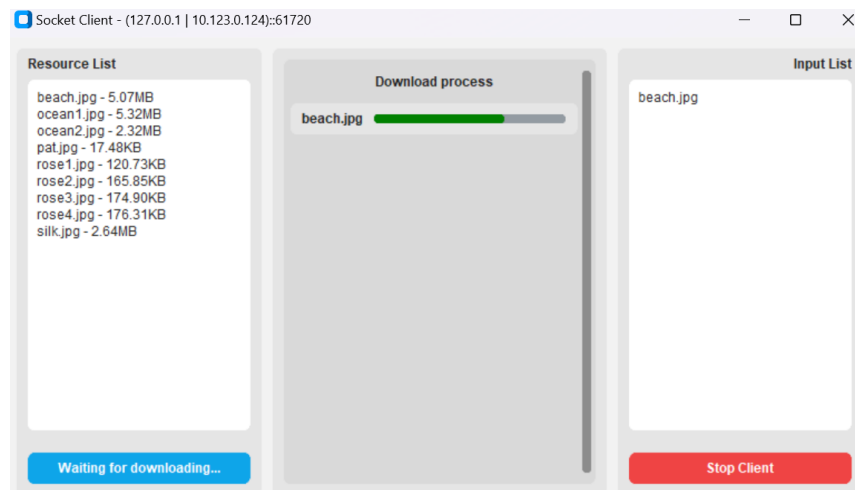 Socket Client - (127.0.0.1 | 10.123.0.124)::61720
Resource List
beach.jpg - 5.07MB
ocean1.jpg - 5.32MB
ocean2.jpg - 2.32MB
pat.jpg - 17.48KB
rose1.jpg - 120.73KB
rose2.jpg - 165.85KB
rose3.jpg - 174.90KB
rose4.jpg - 176.31KB
silk.jpg - 2.64MB
Waiting for downloading...
Download process
beach.jpg
Input List
beach.jpg
Stop Client